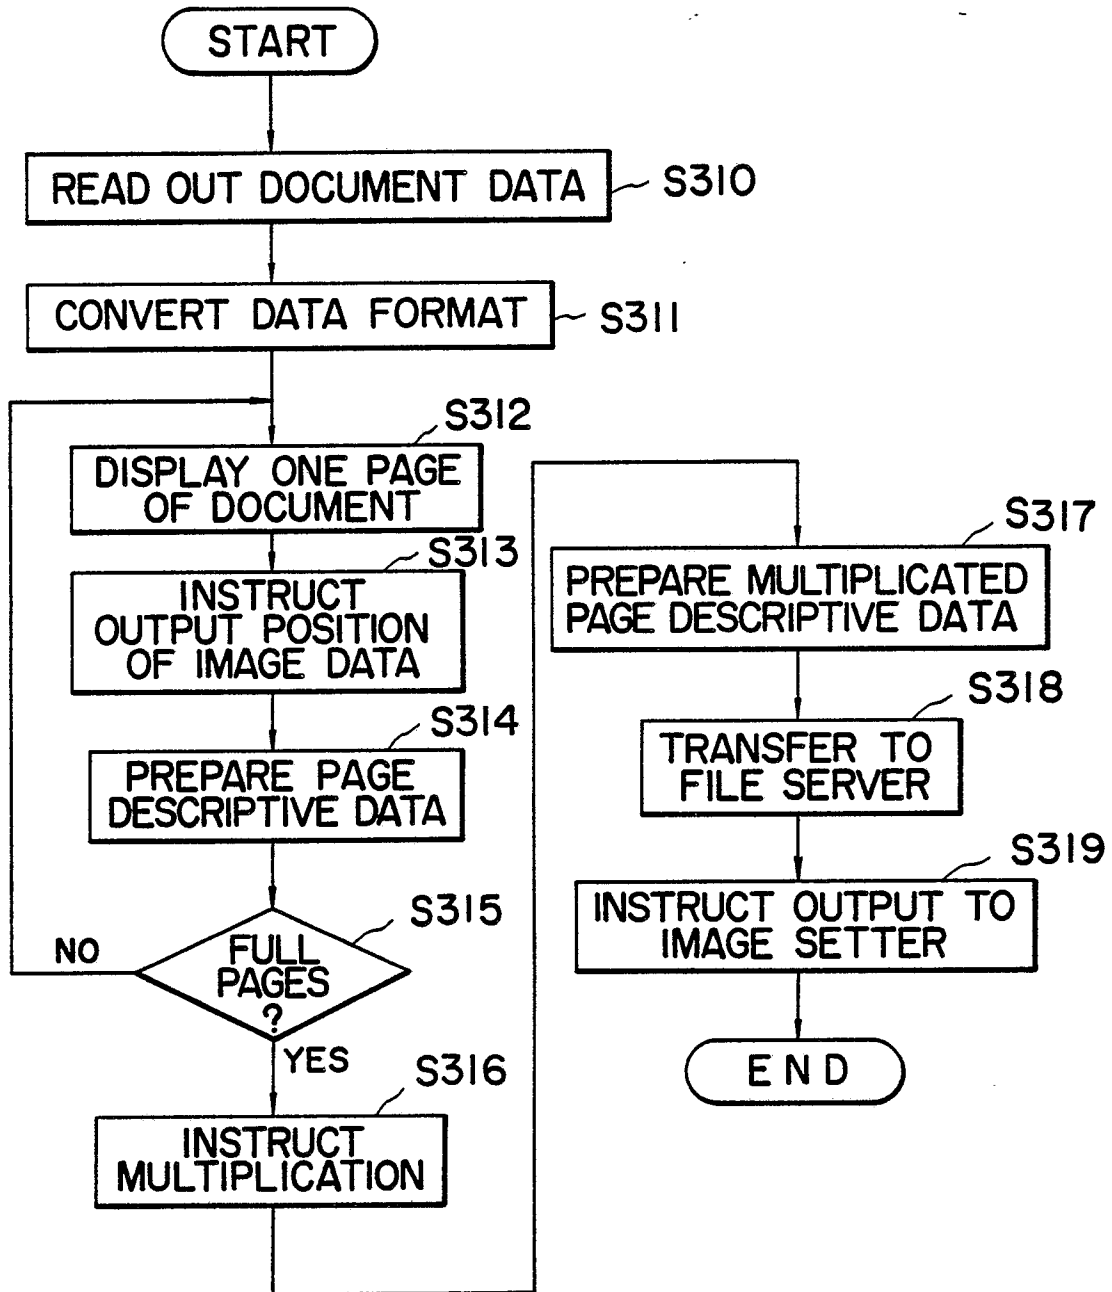 START
READ OUT DOCUMENT DATA
S310
CONVERT DATA FORMAT
S311
S312
DISPLAY ONE PAGE
OF DOCUMENT
S313
INSTRUCT
OUTPUT POSITION
OF IMAGE DATA
S314
PREPARE PAGE
DESCRIPTIVE DATA
S315
FULL
PAGES
?
NO
YES
S316
INSTRUCT
MULTIPLICATION
S317
PREPARE MULTIPLICATED
PAGE DESCRIPTIVE DATA
S318
TRANSFER TO
FILE SERVER
S319
INSTRUCT OUTPUT TO
IMAGE SETTER
END